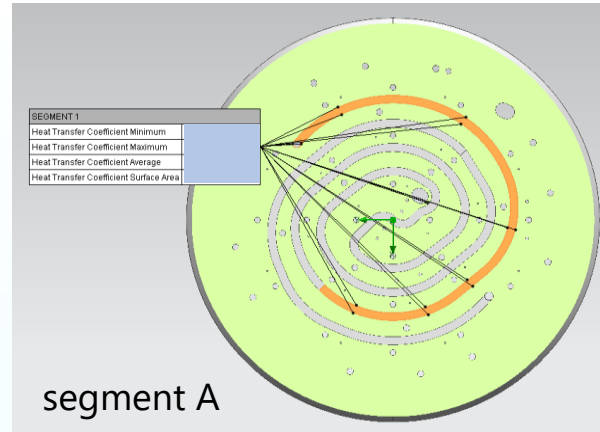 SEGMENT 1
Heat Transfer Coefficient Minimum
Heat Transfer Coefficient Maximum
Heat Transfer Coefficient Average
Heat Transfer Coefficient Surface Area
segment A